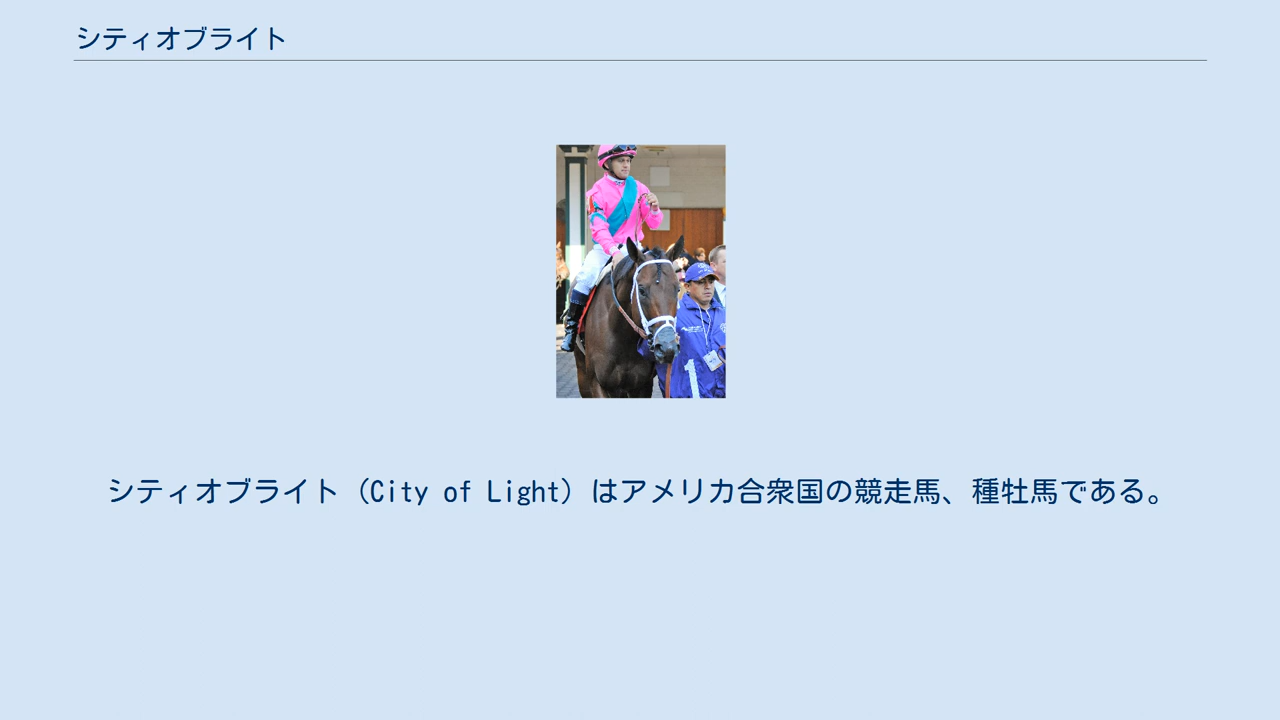 シティオブライト
1
シティオブライト（City of Light）はアメリカ合衆国の競走馬、種牡馬である。